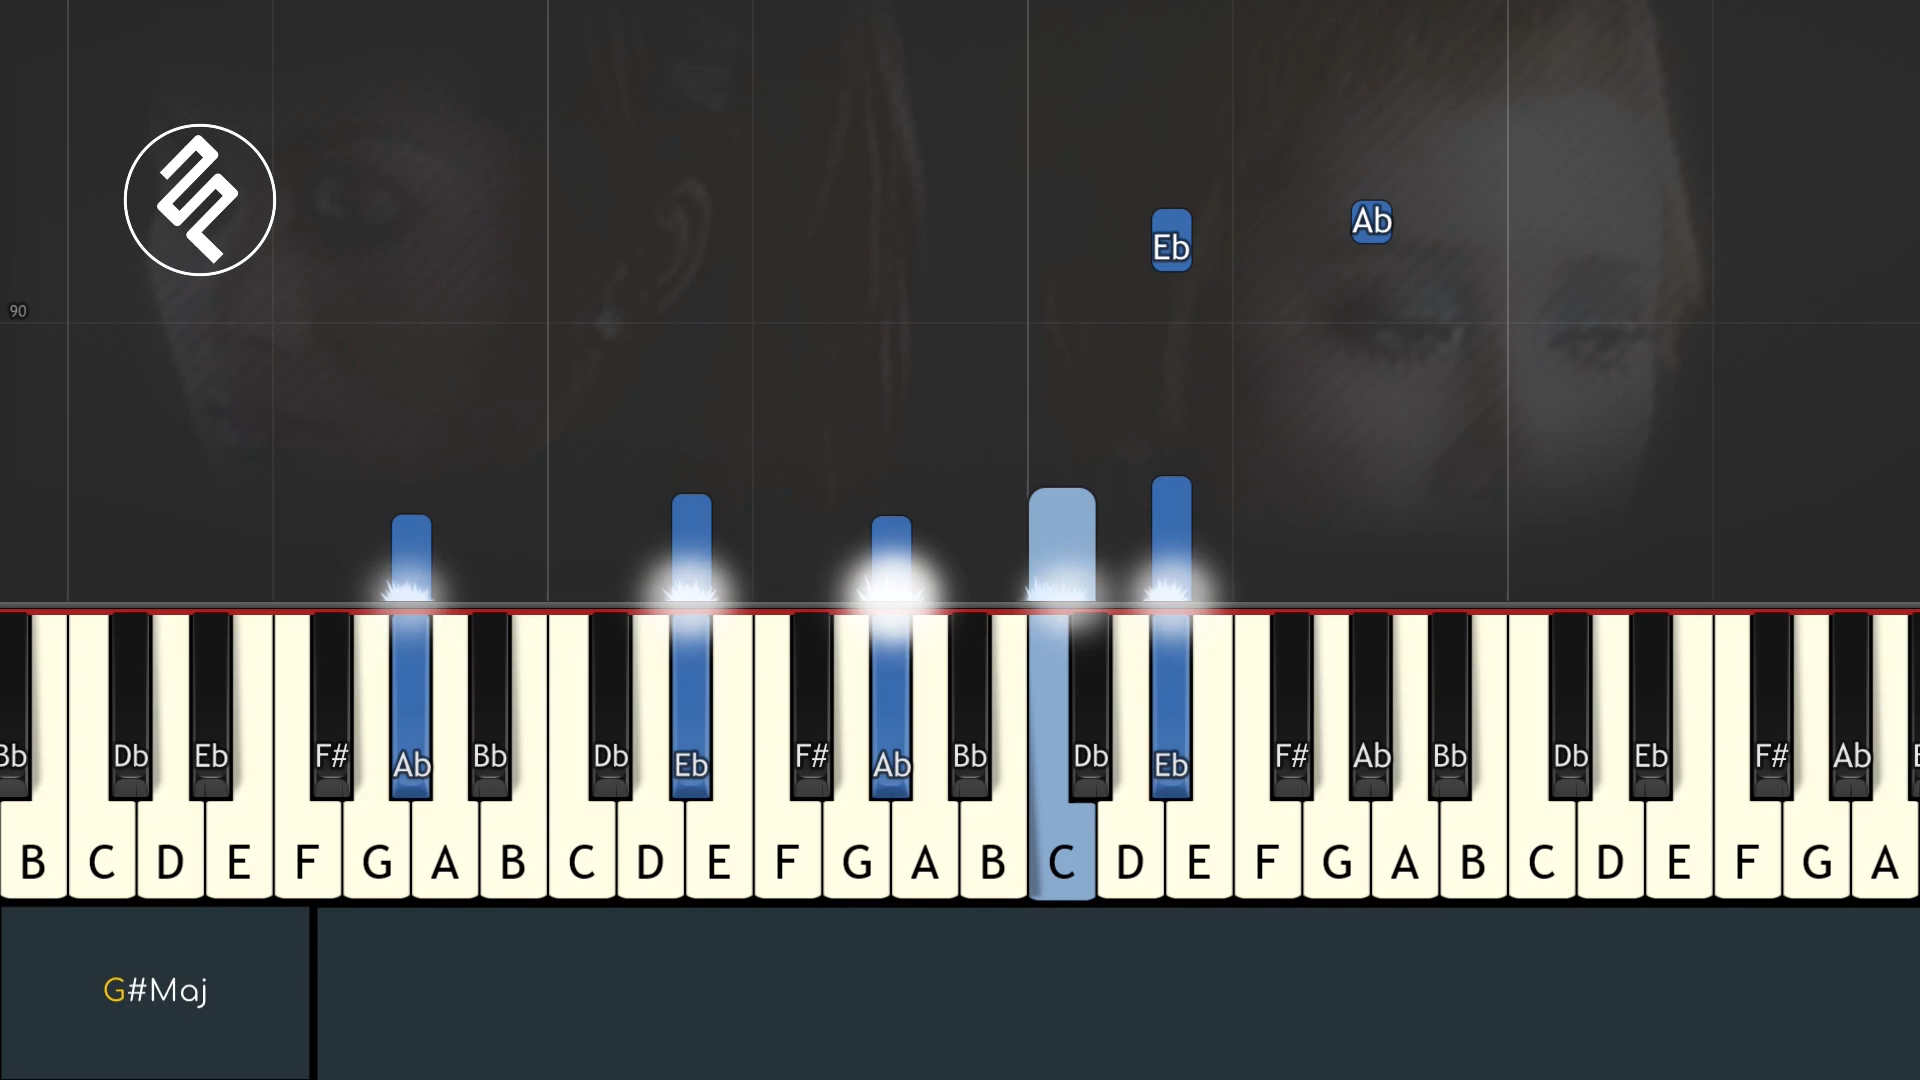 Eb Ab
90
Bb Db Eb F# Ab Bb Db Eb F# Ab Bb Db Eb F# Ab Bb Db Eb F# Ab
B C D E F G A B C D E F G A B C D E F G A B C D E F G A
G#Maj